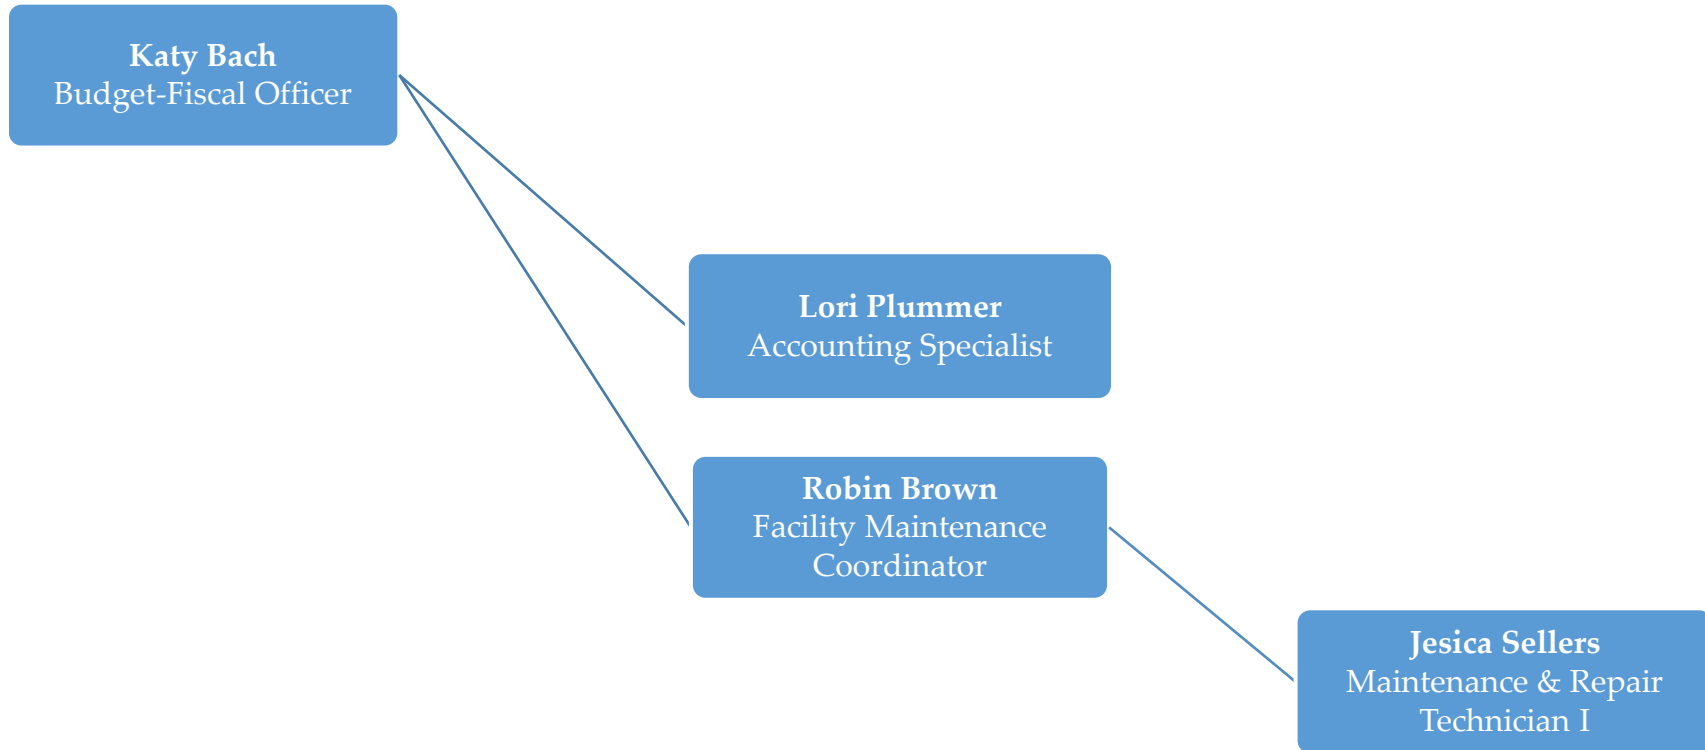 Katy Bach
Budget-Fiscal Officer
Lori Plummer
Accounting Specialist
Robin Brown
Facility Maintenance
Coordinator
Jesica Sellers
Maintenance & Repair
Technician I